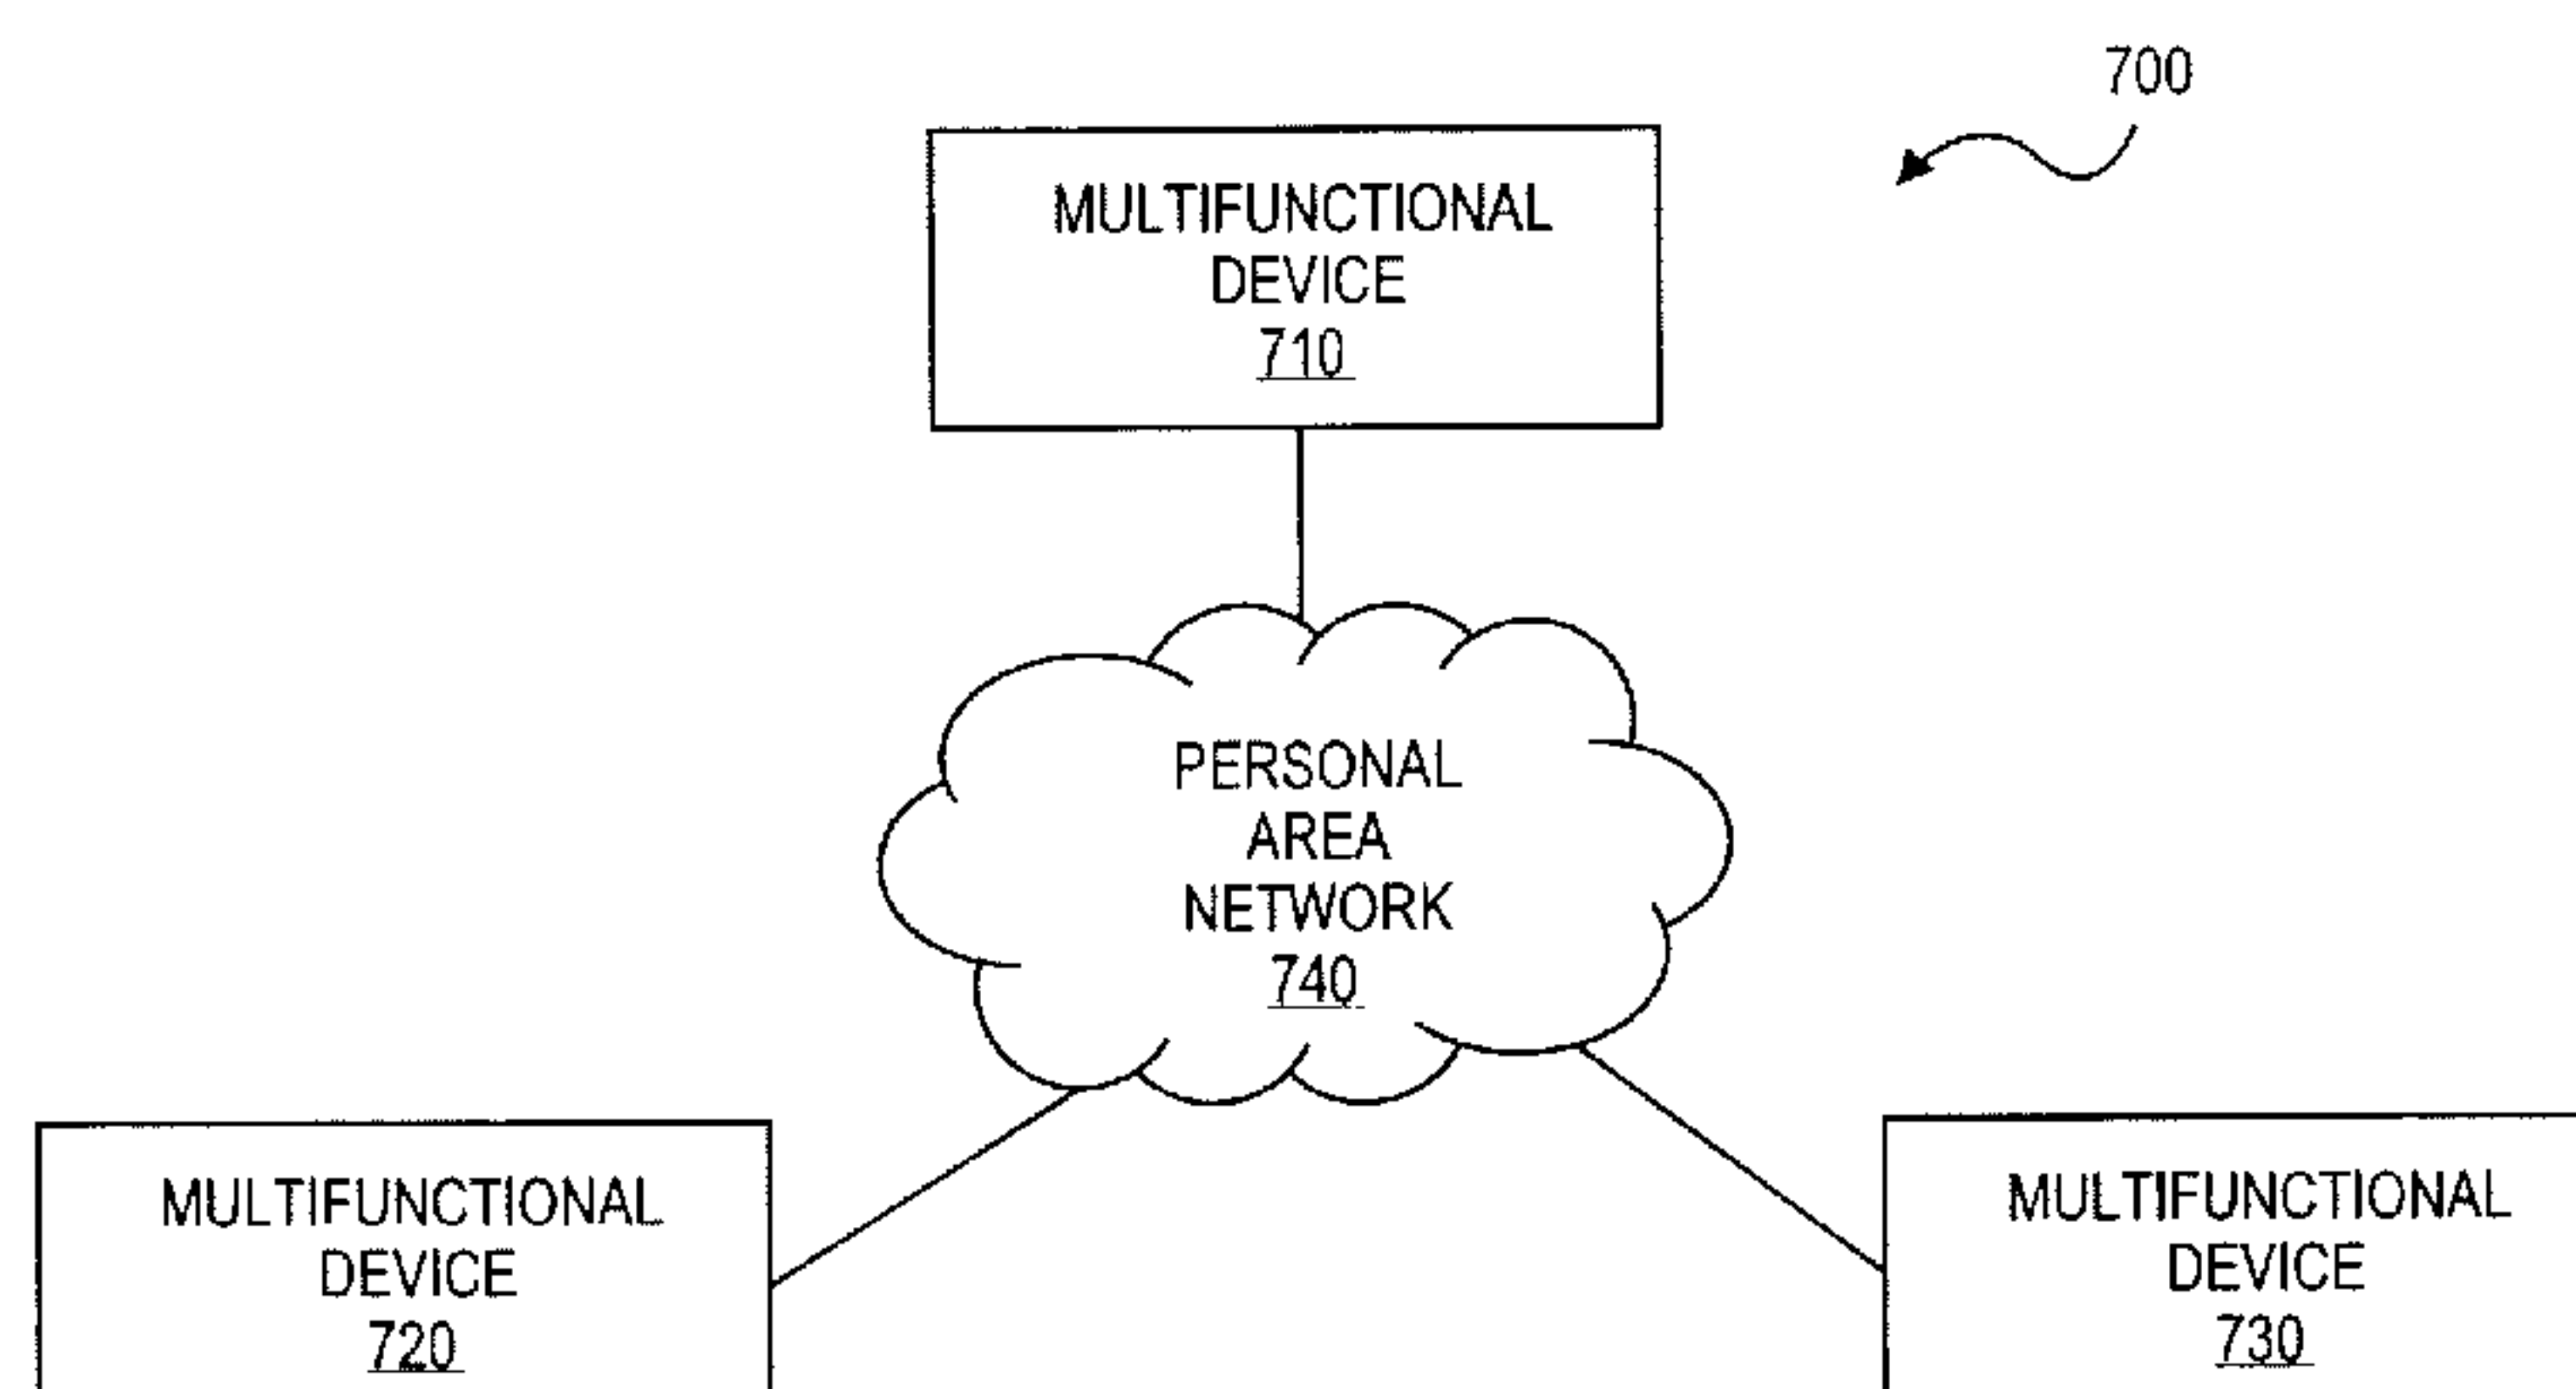 700
MULTIFUNCTIONAL
DEVICE
710
PERSONAL
AREA
NETWORK
740
MULTIFUNCTIONAL
DEVICE
720
MULTIFUNCTIONAL
DEVICE
730